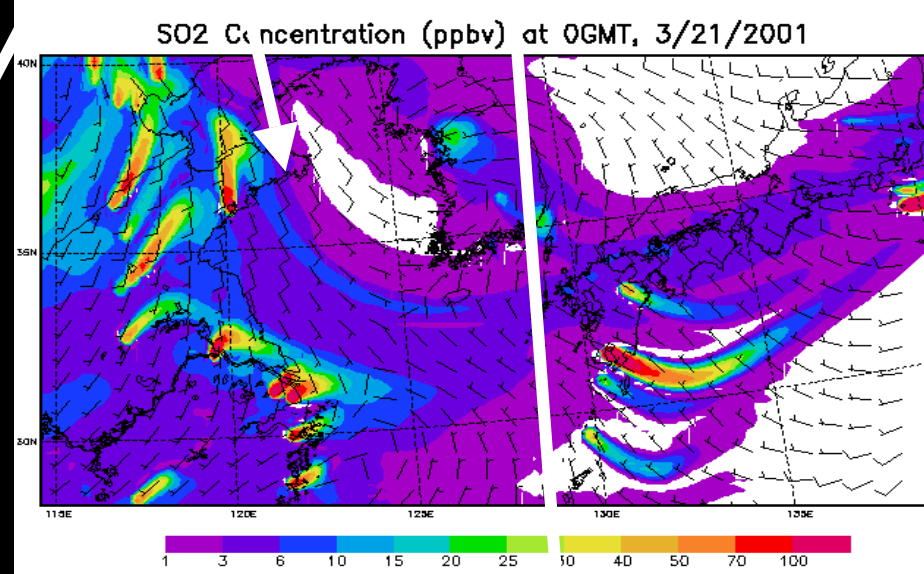 SO2 Concentration (ppbv) at 0GMT, 3/21/2001
40N
35N
30N
115E 120E 125E 130E 135E
1 3 6 10 15 20 25 30 40 50 70 100